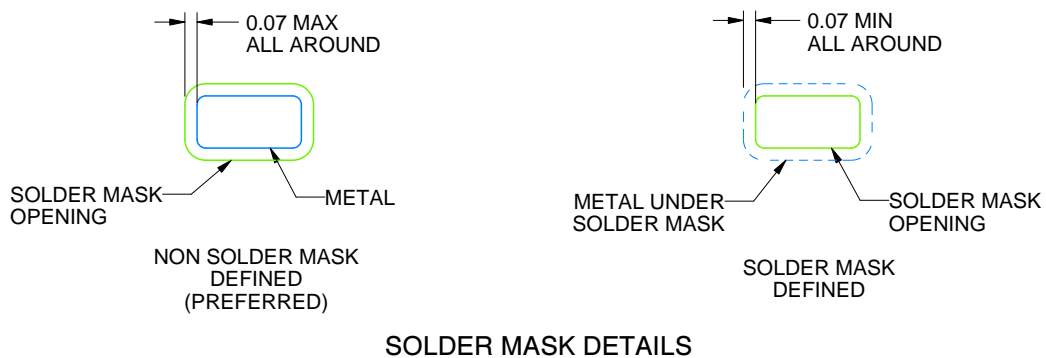 0.07 MAX
ALL AROUND
SOLDER MASK
OPENING
METAL
NON SOLDER MASK
DEFINED
(PREFERRED)
0.07 MIN
ALL AROUND
METAL UNDER
SOLDER MASK
SOLDER MASK
OPENING
SOLDER MASK
DEFINED
SOLDER MASK DETAILS